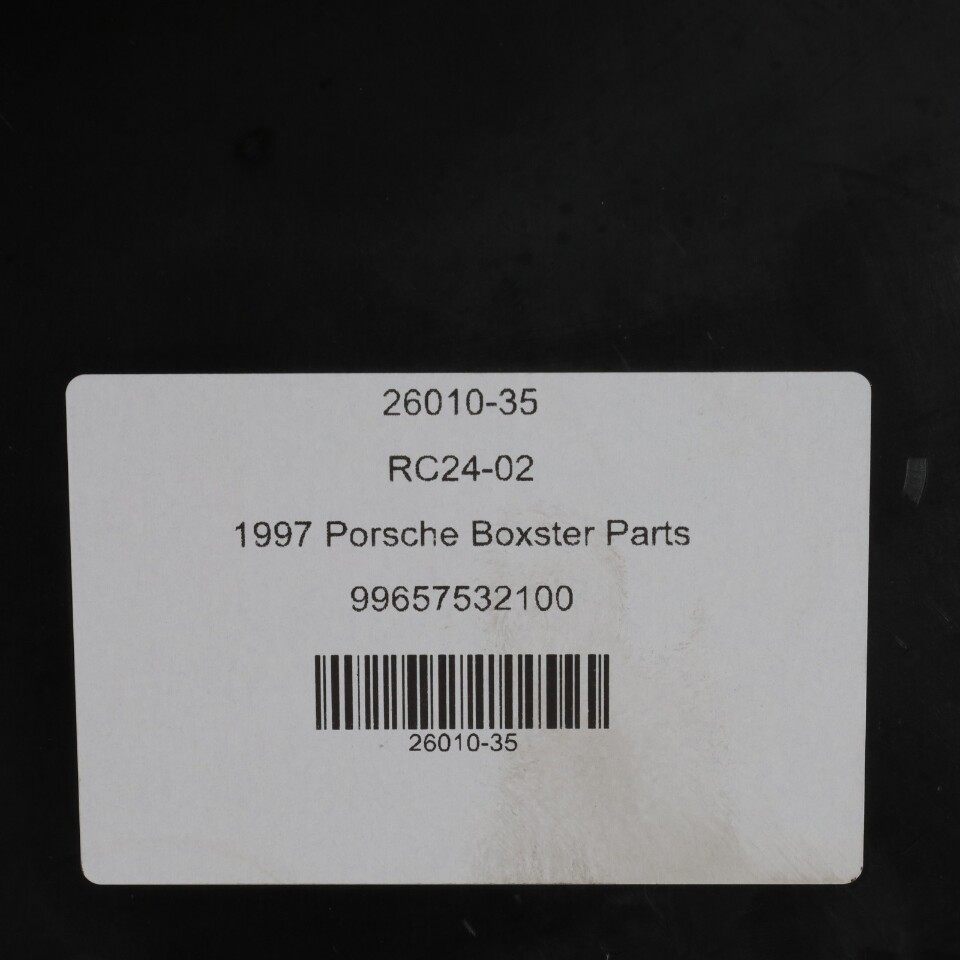 26010-35
RC24-02
1997 Porsche Boxster Parts
99657532100
26010-35